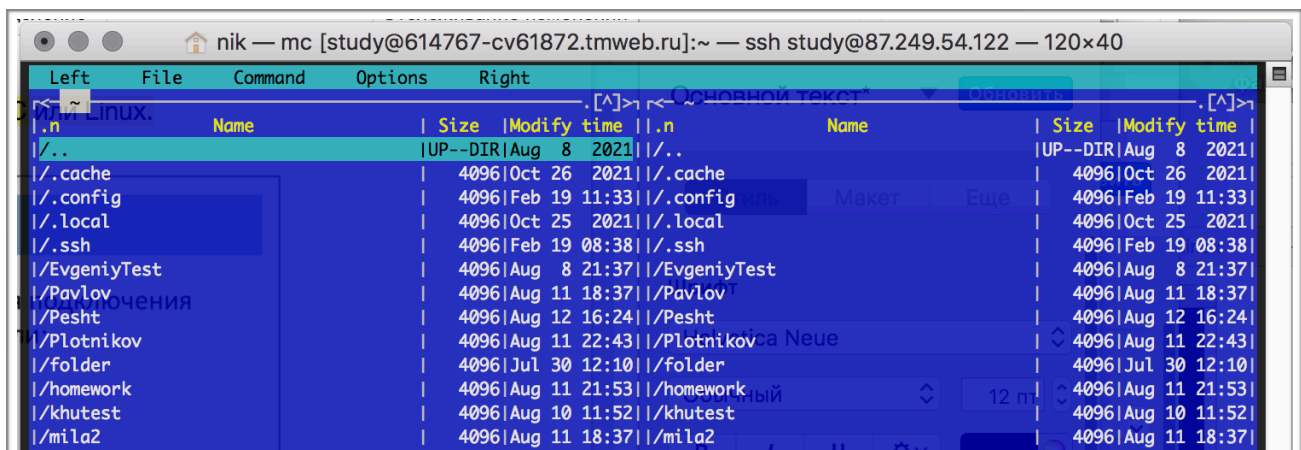 nik — mc [study@614767-cv61872.tmweb.ru]:~ — ssh study@87.249.54.122 — 120×40
Left File Command Options Right
<─ ~ ─.[^]>┐ ┌<─ ~ ─.[^]>┐
|.n Name | Size |Modify time ||.n Name | Size |Modify time |
|/.. |UP--DIR|Aug 8 2021||/.. |UP--DIR|Aug 8 2021|
|/.cache | 4096|Oct 26 2021||/.cache | 4096|Oct 26 2021|
|/.config | 4096|Feb 19 11:33||/.config | 4096|Feb 19 11:33|
|/.local | 4096|Oct 25 2021||/.local | 4096|Oct 25 2021|
|/.ssh | 4096|Feb 19 08:38||/.ssh | 4096|Feb 19 08:38|
|/EvgeniyTest | 4096|Aug 8 21:37||/EvgeniyTest | 4096|Aug 8 21:37|
|/Pavlov | 4096|Aug 11 18:37||/Pavlov | 4096|Aug 11 18:37|
|/Pesht | 4096|Aug 12 16:24||/Pesht | 4096|Aug 12 16:24|
|/Plotnikov | 4096|Aug 11 22:43||/Plotnikov | 4096|Aug 11 22:43|
|/folder | 4096|Jul 30 12:10||/folder | 4096|Jul 30 12:10|
|/homework | 4096|Aug 11 21:53||/homework | 4096|Aug 11 21:53|
|/khutest | 4096|Aug 10 11:52||/khutest | 4096|Aug 10 11:52|
|/mila2 | 4096|Aug 11 18:37||/mila2 | 4096|Aug 11 18:37|
или Linux.
подключения
Основной текст*
Обновить
Макет
Еще
Шрифт
Neue
Обычный
12 пт